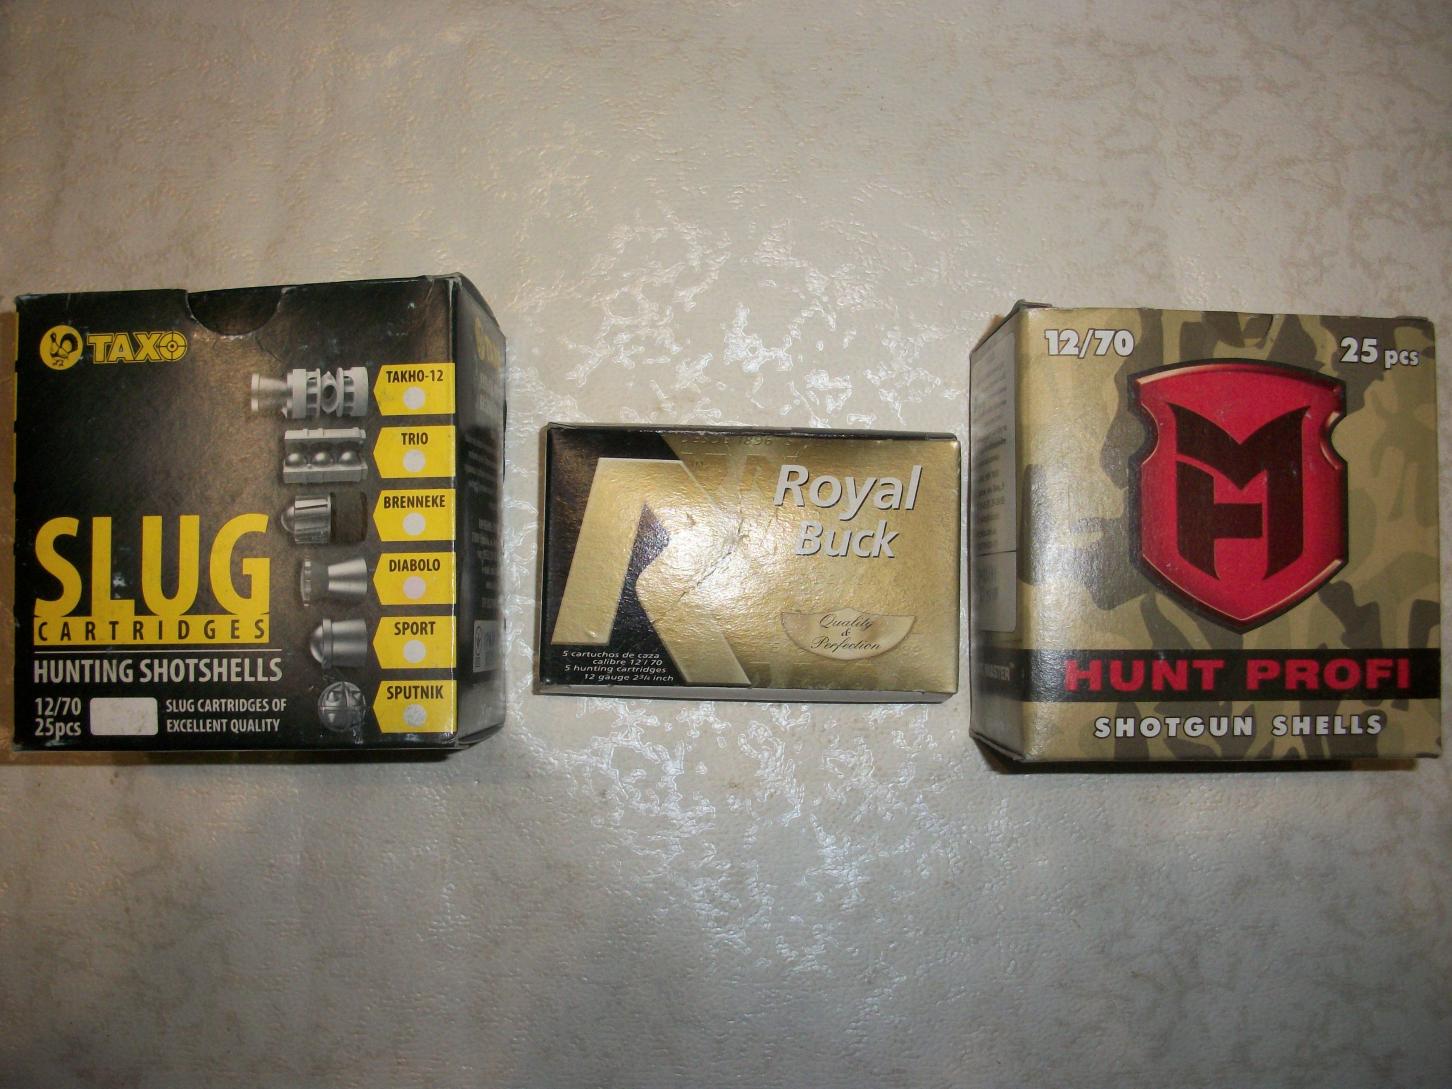 TAXO
TAKHO-12
TRIO
BRENNEKE
DIABOLO
SPORT
SPUTNIK
SLUG
CARTRIDGES
HUNTING SHOTSHELLS
12/70
25pcs
SLUG CARTRIDGES OF
EXCELLENT QUALITY
1896
Royal
Buck
Quality
&
Perfection
5 cartuchos de caza
calibre 12 / 70
5 hunting cartridges
12 gauge 2¾ inch
12/70
25 pcs
HUNT PROFI
SHOTGUN SHELLS